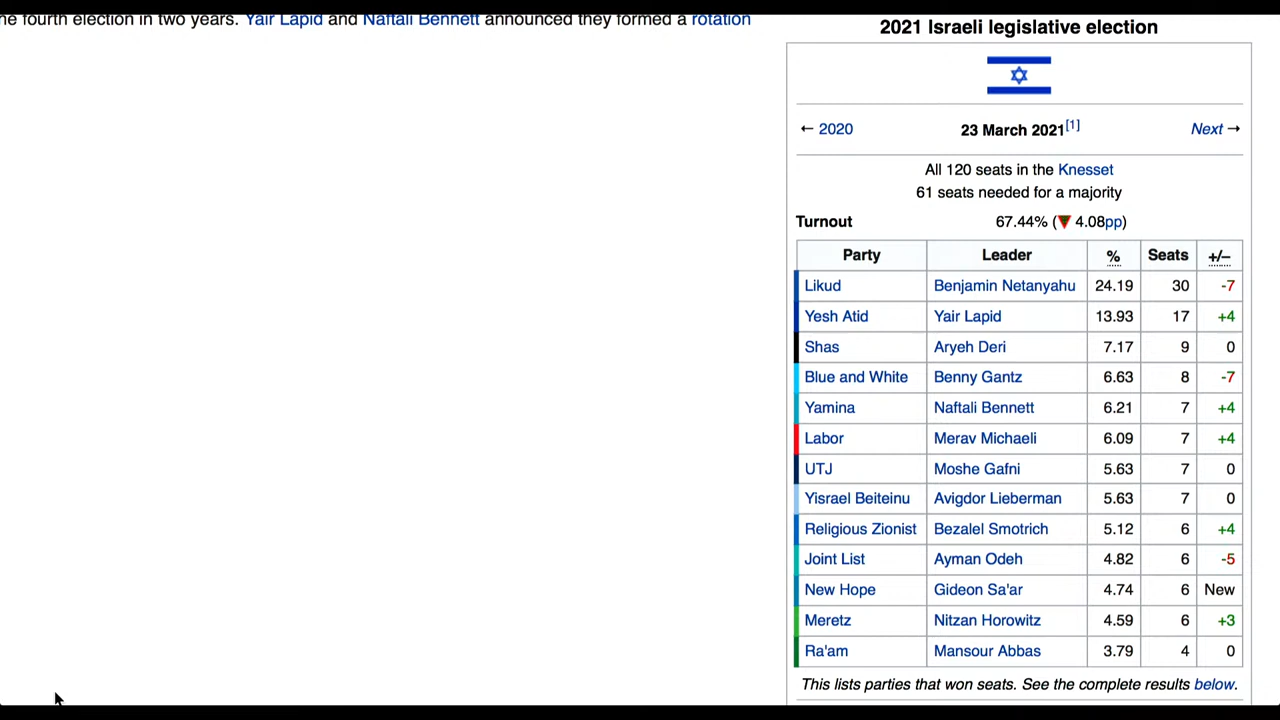 he fourth election in two years. Yair Lapid and Naftali Bennett announced they formed a rotation
2021 Israeli legislative election
← 2020 23 March 2021[1] Next →
All 120 seats in the Knesset
61 seats needed for a majority
Turnout 67.44% (▼ 4.08pp)
Party Leader % Seats +/–
Likud Benjamin Netanyahu 24.19 30 -7
Yesh Atid Yair Lapid 13.93 17 +4
Shas Aryeh Deri 7.17 9 0
Blue and White Benny Gantz 6.63 8 -7
Yamina Naftali Bennett 6.21 7 +4
Labor Merav Michaeli 6.09 7 +4
UTJ Moshe Gafni 5.63 7 0
Yisrael Beiteinu Avigdor Lieberman 5.63 7 0
Religious Zionist Bezalel Smotrich 5.12 6 +4
Joint List Ayman Odeh 4.82 6 -5
New Hope Gideon Sa'ar 4.74 6 New
Meretz Nitzan Horowitz 4.59 6 +3
Ra'am Mansour Abbas 3.79 4 0
This lists parties that won seats. See the complete results below.